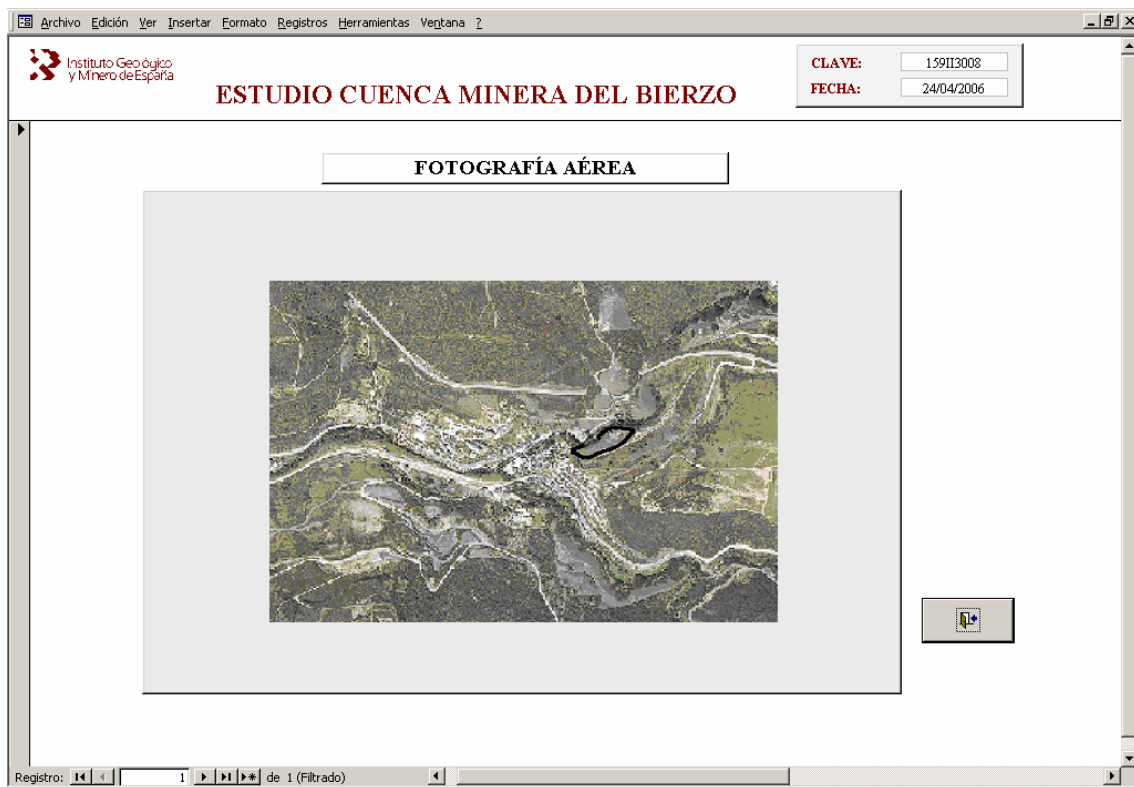 Archivo Edición Ver Insertar Formato Registros Herramientas Ventana ?
Instituto Geológico
y Minero de España
ESTUDIO CUENCA MINERA DEL BIERZO
CLAVE: 159II3008
FECHA: 24/04/2006
FOTOGRAFÍA AÉREA
Registro: 1 de 1 (Filtrado)